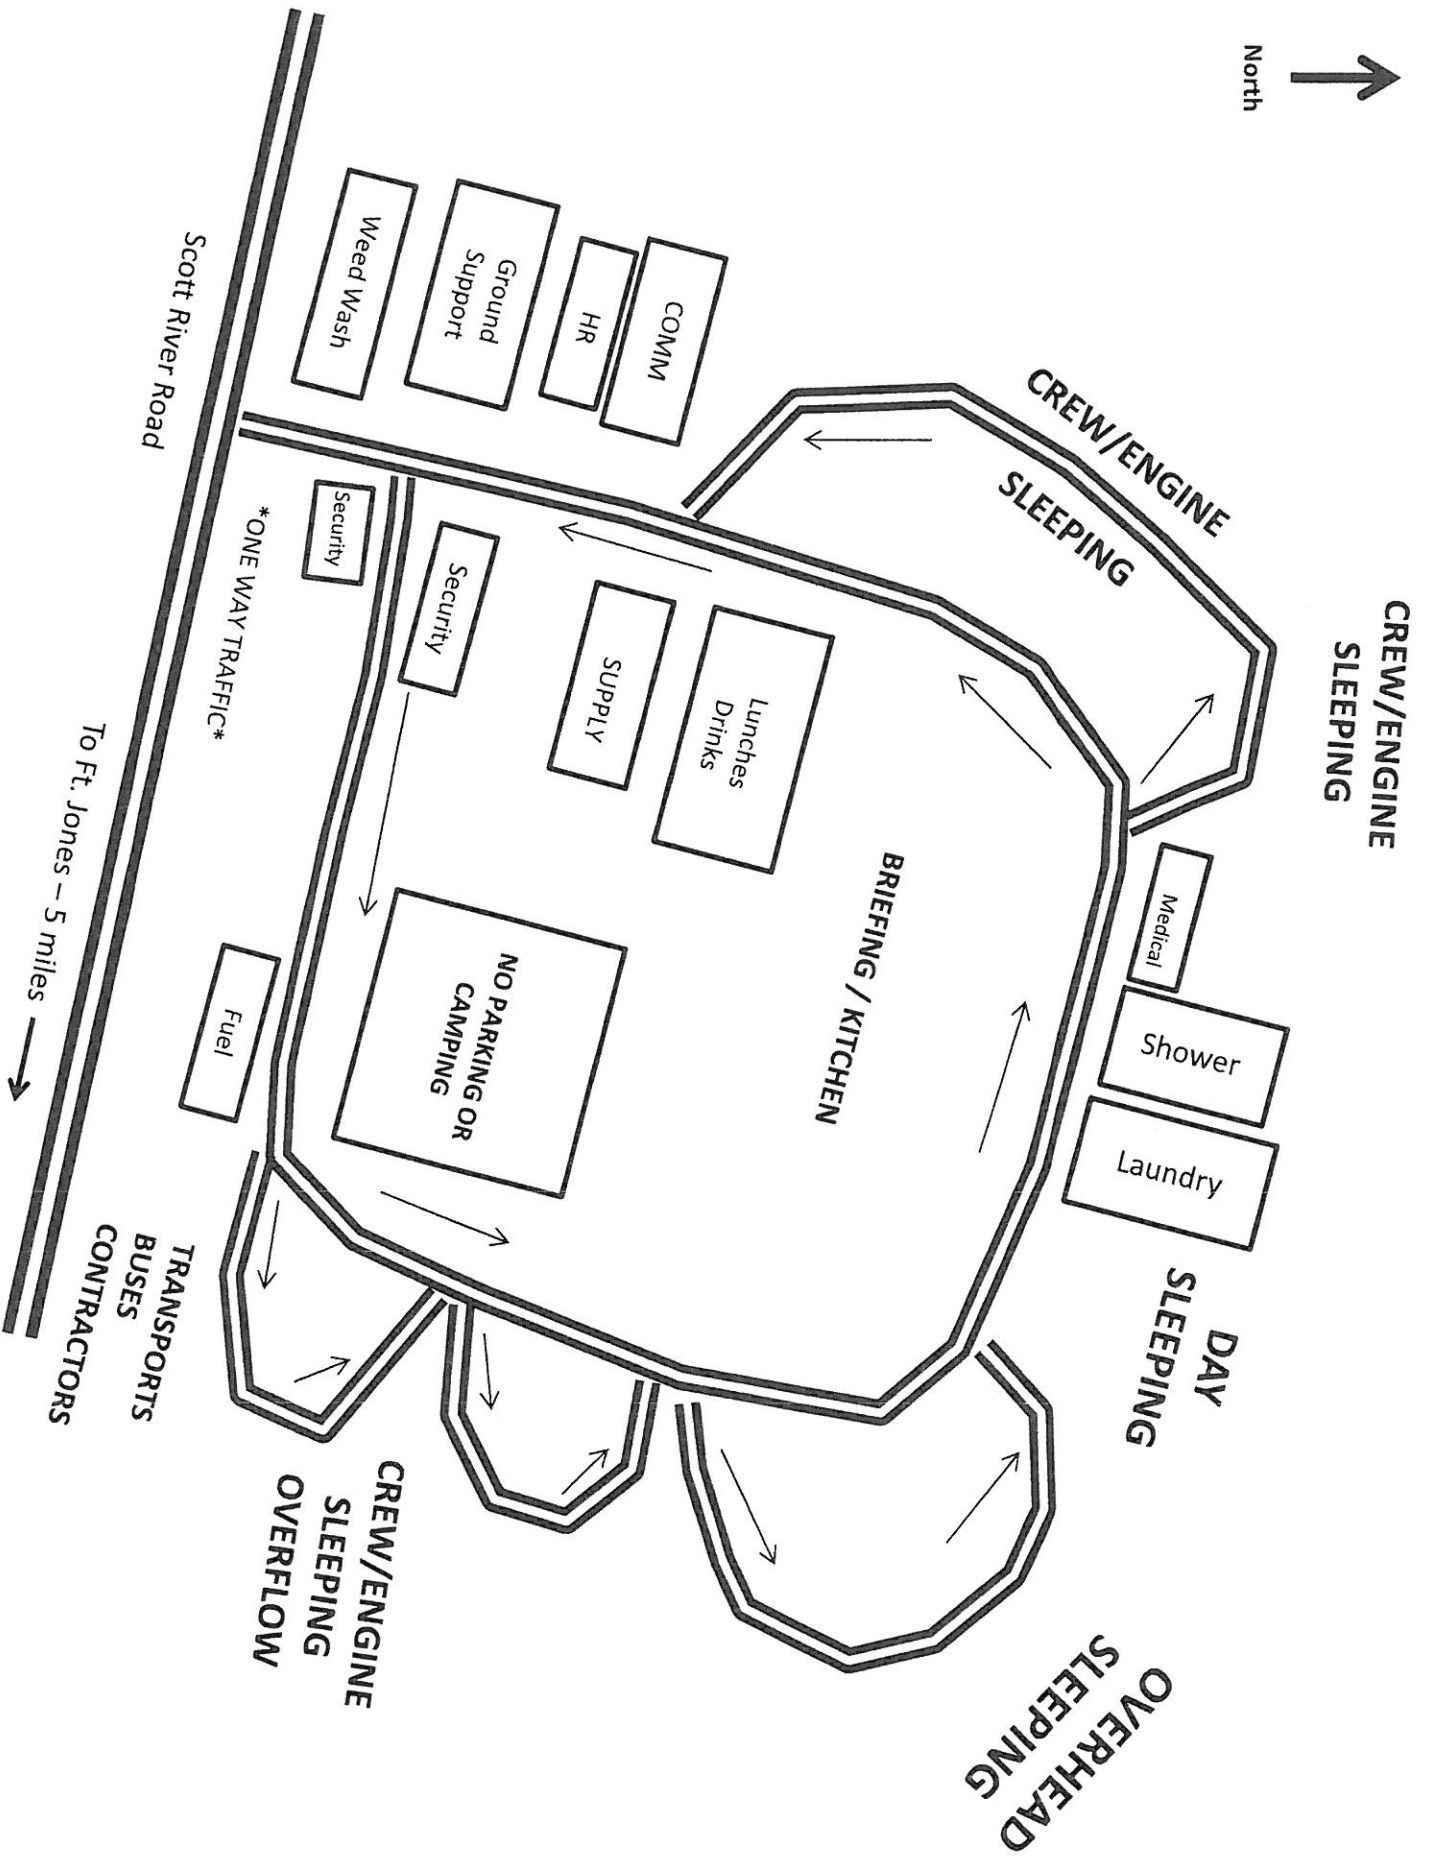 North
CREW/ENGINE
SLEEPING
CREW/ENGINE
SLEEPING
DAY
SLEEPING
OVERHEAD
SLEEPING
Medical
Shower
Laundry
BRIEFING / KITCHEN
COMM
HR
Ground
Support
Weed Wash
Lunches
Drinks
SUPPLY
Security
Security
NO PARKING OR
CAMPING
Fuel
*ONE WAY TRAFFIC*
CREW/ENGINE
SLEEPING
OVERFLOW
TRANSPORTS
BUSES
CONTRACTORS
Scott River Road
To Ft. Jones – 5 miles